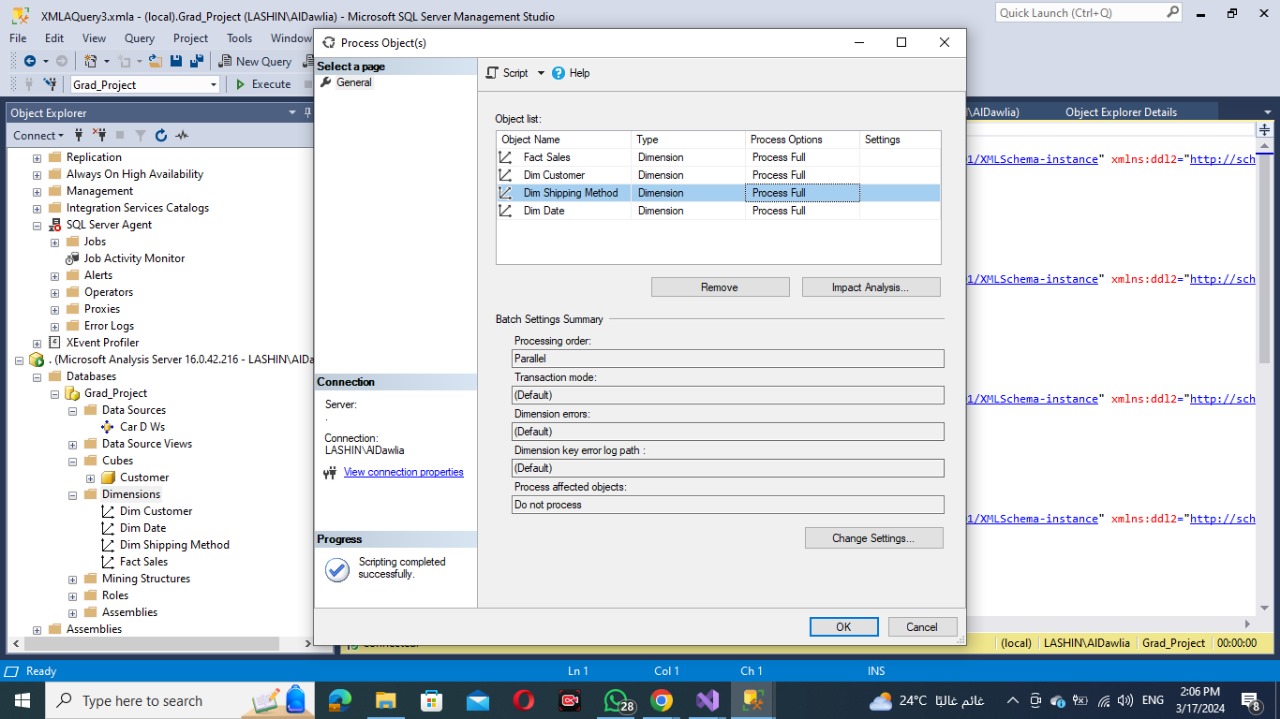 XMLAQuery3.xmla - (local).Grad_Project (LASHIN\AlDawlia) - Microsoft SQL Server Management Studio
Quick Launch (Ctrl+Q)
File Edit View Query Project Tools Window
New Query
Grad_Project
Execute
Object Explorer
Connect
Replication
Always On High Availability
Management
Integration Services Catalogs
SQL Server Agent
Jobs
Job Activity Monitor
Alerts
Operators
Proxies
Error Logs
XEvent Profiler
. (Microsoft Analysis Server 16.0.42.216 - LASHIN\AlDa
Databases
Grad_Project
Data Sources
Car D Ws
Data Source Views
Cubes
Customer
Dimensions
Dim Customer
Dim Date
Dim Shipping Method
Fact Sales
Mining Structures
Roles
Assemblies
Assemblies
Process Object(s)
Select a page
General
Script
Help
Object list:
Object Name Type Process Options Settings
Fact Sales Dimension Process Full
Dim Customer Dimension Process Full
Dim Shipping Method Dimension Process Full
Dim Date Dimension Process Full
Remove
Impact Analysis...
Batch Settings Summary
Processing order:
Parallel
Transaction mode:
(Default)
Dimension errors:
(Default)
Dimension key error log path :
(Default)
Process affected objects:
Do not process
Change Settings...
Connection
Server:
.
Connection:
LASHIN\AlDawlia
View connection properties
Progress
Scripting completed
successfully.
OK
Cancel
\AlDawlia)
Object Explorer Details
1/XMLSchema-instance" xmlns:ddl2="http://sch
1/XMLSchema-instance" xmlns:ddl2="http://sch
1/XMLSchema-instance" xmlns:ddl2="http://sch
1/XMLSchema-instance" xmlns:ddl2="http://sch
(local) LASHIN\AlDawlia Grad_Project 00:00:00
Ready Ln 1 Col 1 Ch 1 INS
Type here to search
28
24°C غائم غالبًا
ENG
2:06 PM
3/17/2024
8